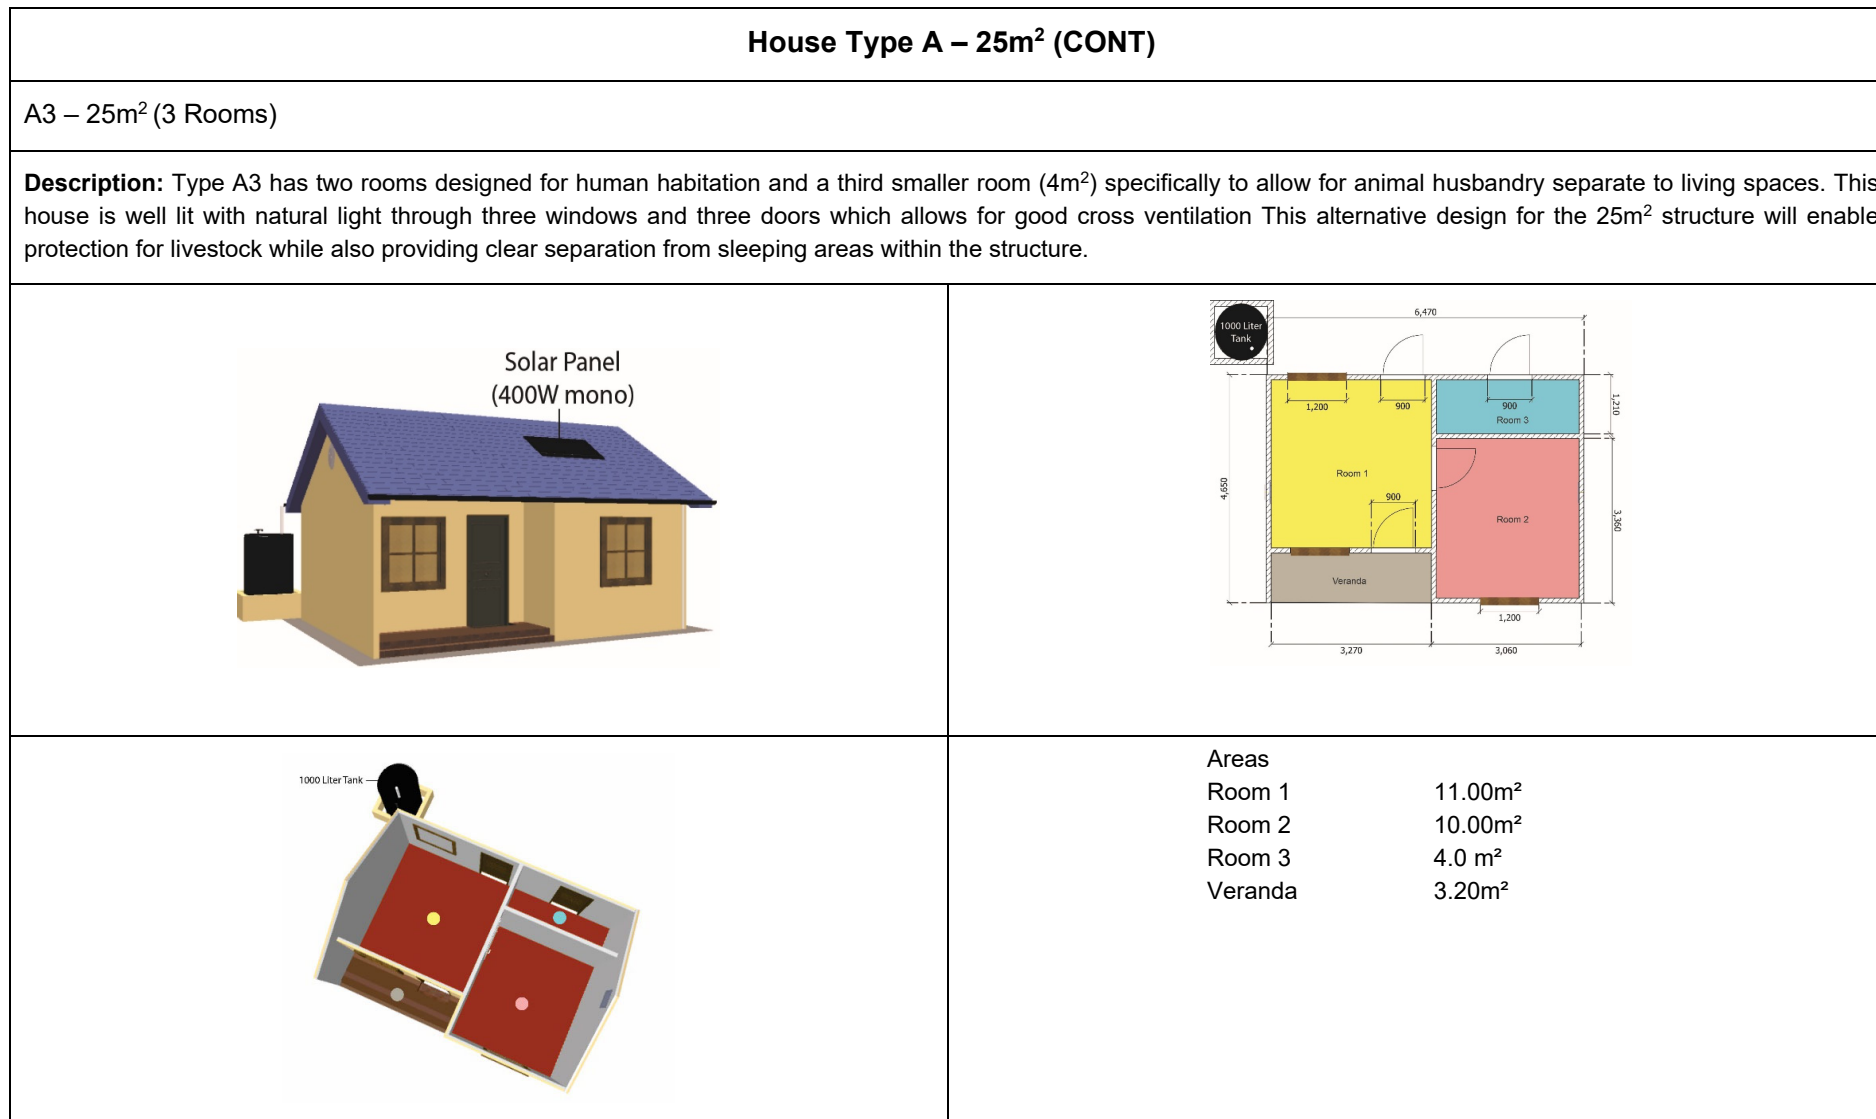 House Type A – 25m² (CONT)
A3 – 25m² (3 Rooms)
Description: Type A3 has two rooms designed for human habitation and a third smaller room (4m²) specifically to allow for animal husbandry separate to living spaces. This
house is well lit with natural light through three windows and three doors which allows for good cross ventilation This alternative design for the 25m² structure will enable
protection for livestock while also providing clear separation from sleeping areas within the structure.
Solar Panel
(400W mono)
1000 Liter
Tank
6,470
1,200
900
900
Room 3
1,210
Room 1
4,650
900
Room 2
3,360
Veranda
1,200
3,270
3,060
1000 Liter Tank
Areas
Room 1 11.00m²
Room 2 10.00m²
Room 3 4.0 m²
Veranda 3.20m²